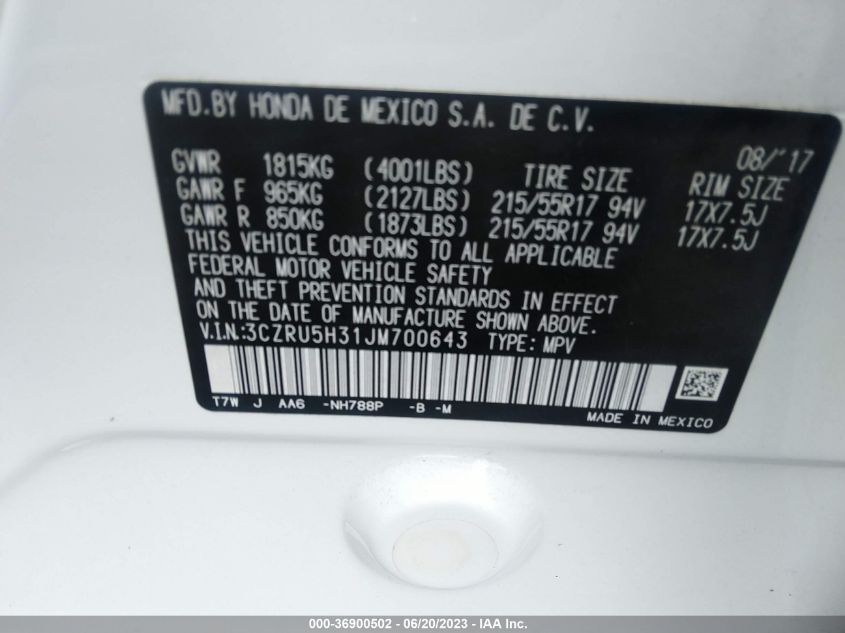 MFD.BY HONDA DE MEXICO S.A. DE C.V.
08/'17
GVWR 1815KG (4001LBS) TIRE SIZE RIM SIZE
GAWR F 965KG (2127LBS) 215/55R17 94V 17X7.5J
GAWR R 850KG (1873LBS) 215/55R17 94V 17X7.5J
THIS VEHICLE CONFORMS TO ALL APPLICABLE
FEDERAL MOTOR VEHICLE SAFETY
AND THEFT PREVENTION STANDARDS IN EFFECT
ON THE DATE OF MANUFACTURE SHOWN ABOVE.
V.I.N.:3CZRU5H31JM700643 TYPE: MPV
T7W J AA6 -NH788P -B -M
MADE IN MEXICO
000-36900502 - 06/20/2023 - IAA Inc.